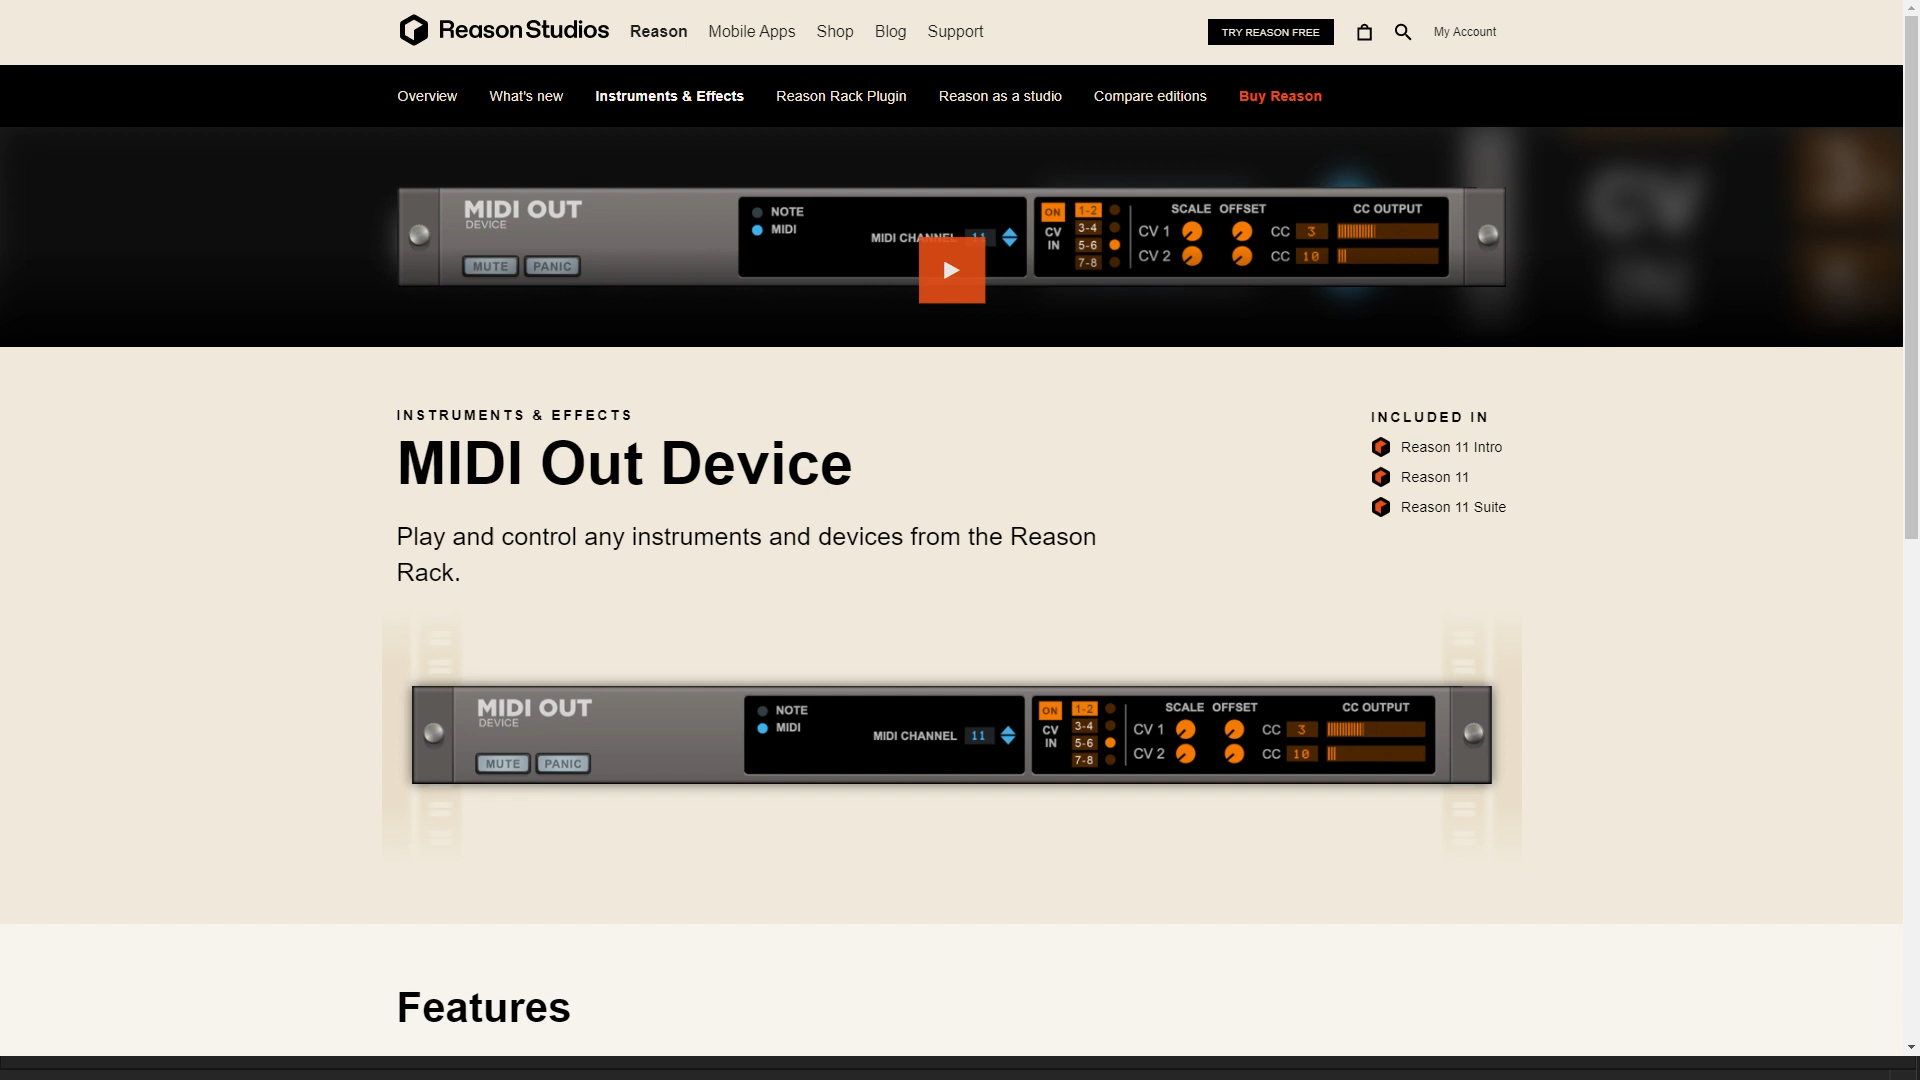 Reason Studios Reason Mobile Apps Shop Blog Support TRY REASON FREE My Account
Overview What's new Instruments & Effects Reason Rack Plugin Reason as a studio Compare editions Buy Reason
MIDI OUT
DEVICE
MUTE PANIC
NOTE
MIDI
MIDI CHANNEL 11
ON
CV
IN
1-2
3-4
5-6
7-8
SCALE OFFSET CC OUTPUT
CV 1 CC 3
CV 2 CC 10
CV
IN
INSTRUMENTS & EFFECTS
MIDI Out Device
Play and control any instruments and devices from the Reason
Rack.
INCLUDED IN
Reason 11 Intro
Reason 11
Reason 11 Suite
MIDI OUT
DEVICE
MUTE PANIC
NOTE
MIDI
MIDI CHANNEL 11
ON
CV
IN
1-2
3-4
5-6
7-8
SCALE OFFSET CC OUTPUT
CV 1 CC 3
CV 2 CC 10
Features